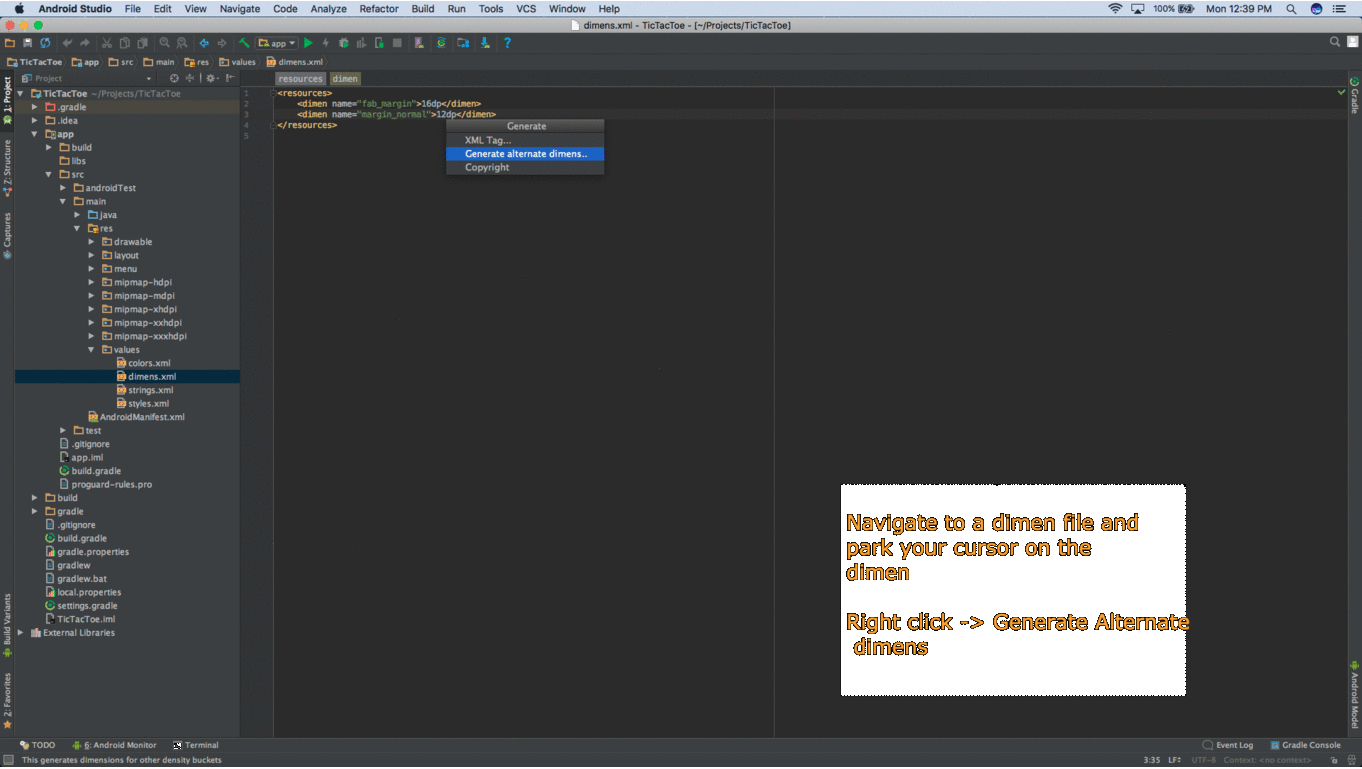 Android Studio File Edit View Navigate Code Analyze Refactor Build Run Tools VCS Window Help 100% Mon 12:39 PM
dimens.xml - TicTacToe - [~/Projects/TicTacToe]
app
TicTacToe app src main res values dimens.xml
Project
resources dimen
1: Project
Z: Structure
Captures
Build Variants
2: Favorites
TicTacToe ~/Projects/TicTacToe
.gradle
.idea
app
build
libs
src
androidTest
main
java
res
drawable
layout
menu
mipmap-hdpi
mipmap-mdpi
mipmap-xhdpi
mipmap-xxhdpi
mipmap-xxxhdpi
values
colors.xml
dimens.xml
strings.xml
styles.xml
AndroidManifest.xml
test
.gitignore
app.iml
build.gradle
proguard-rules.pro
build
gradle
.gitignore
build.gradle
gradle.properties
gradlew
gradlew.bat
local.properties
settings.gradle
TicTacToe.iml
External Libraries
1 <resources>
2 <dimen name="fab_margin">16dp</dimen>
3 <dimen name="margin_normal">12dp</dimen>
4 </resources>
5
Generate
XML Tag...
Generate alternate dimens..
Copyright
Navigate to a dimen file and
park your cursor on the
dimen
Right click -> Generate Alternate
dimens
Gradle
Android Model
TODO 6: Android Monitor Terminal Event Log Gradle Console
This generates dimensions for other density buckets 3:35 LF÷ UTF-8 Context: <no context>